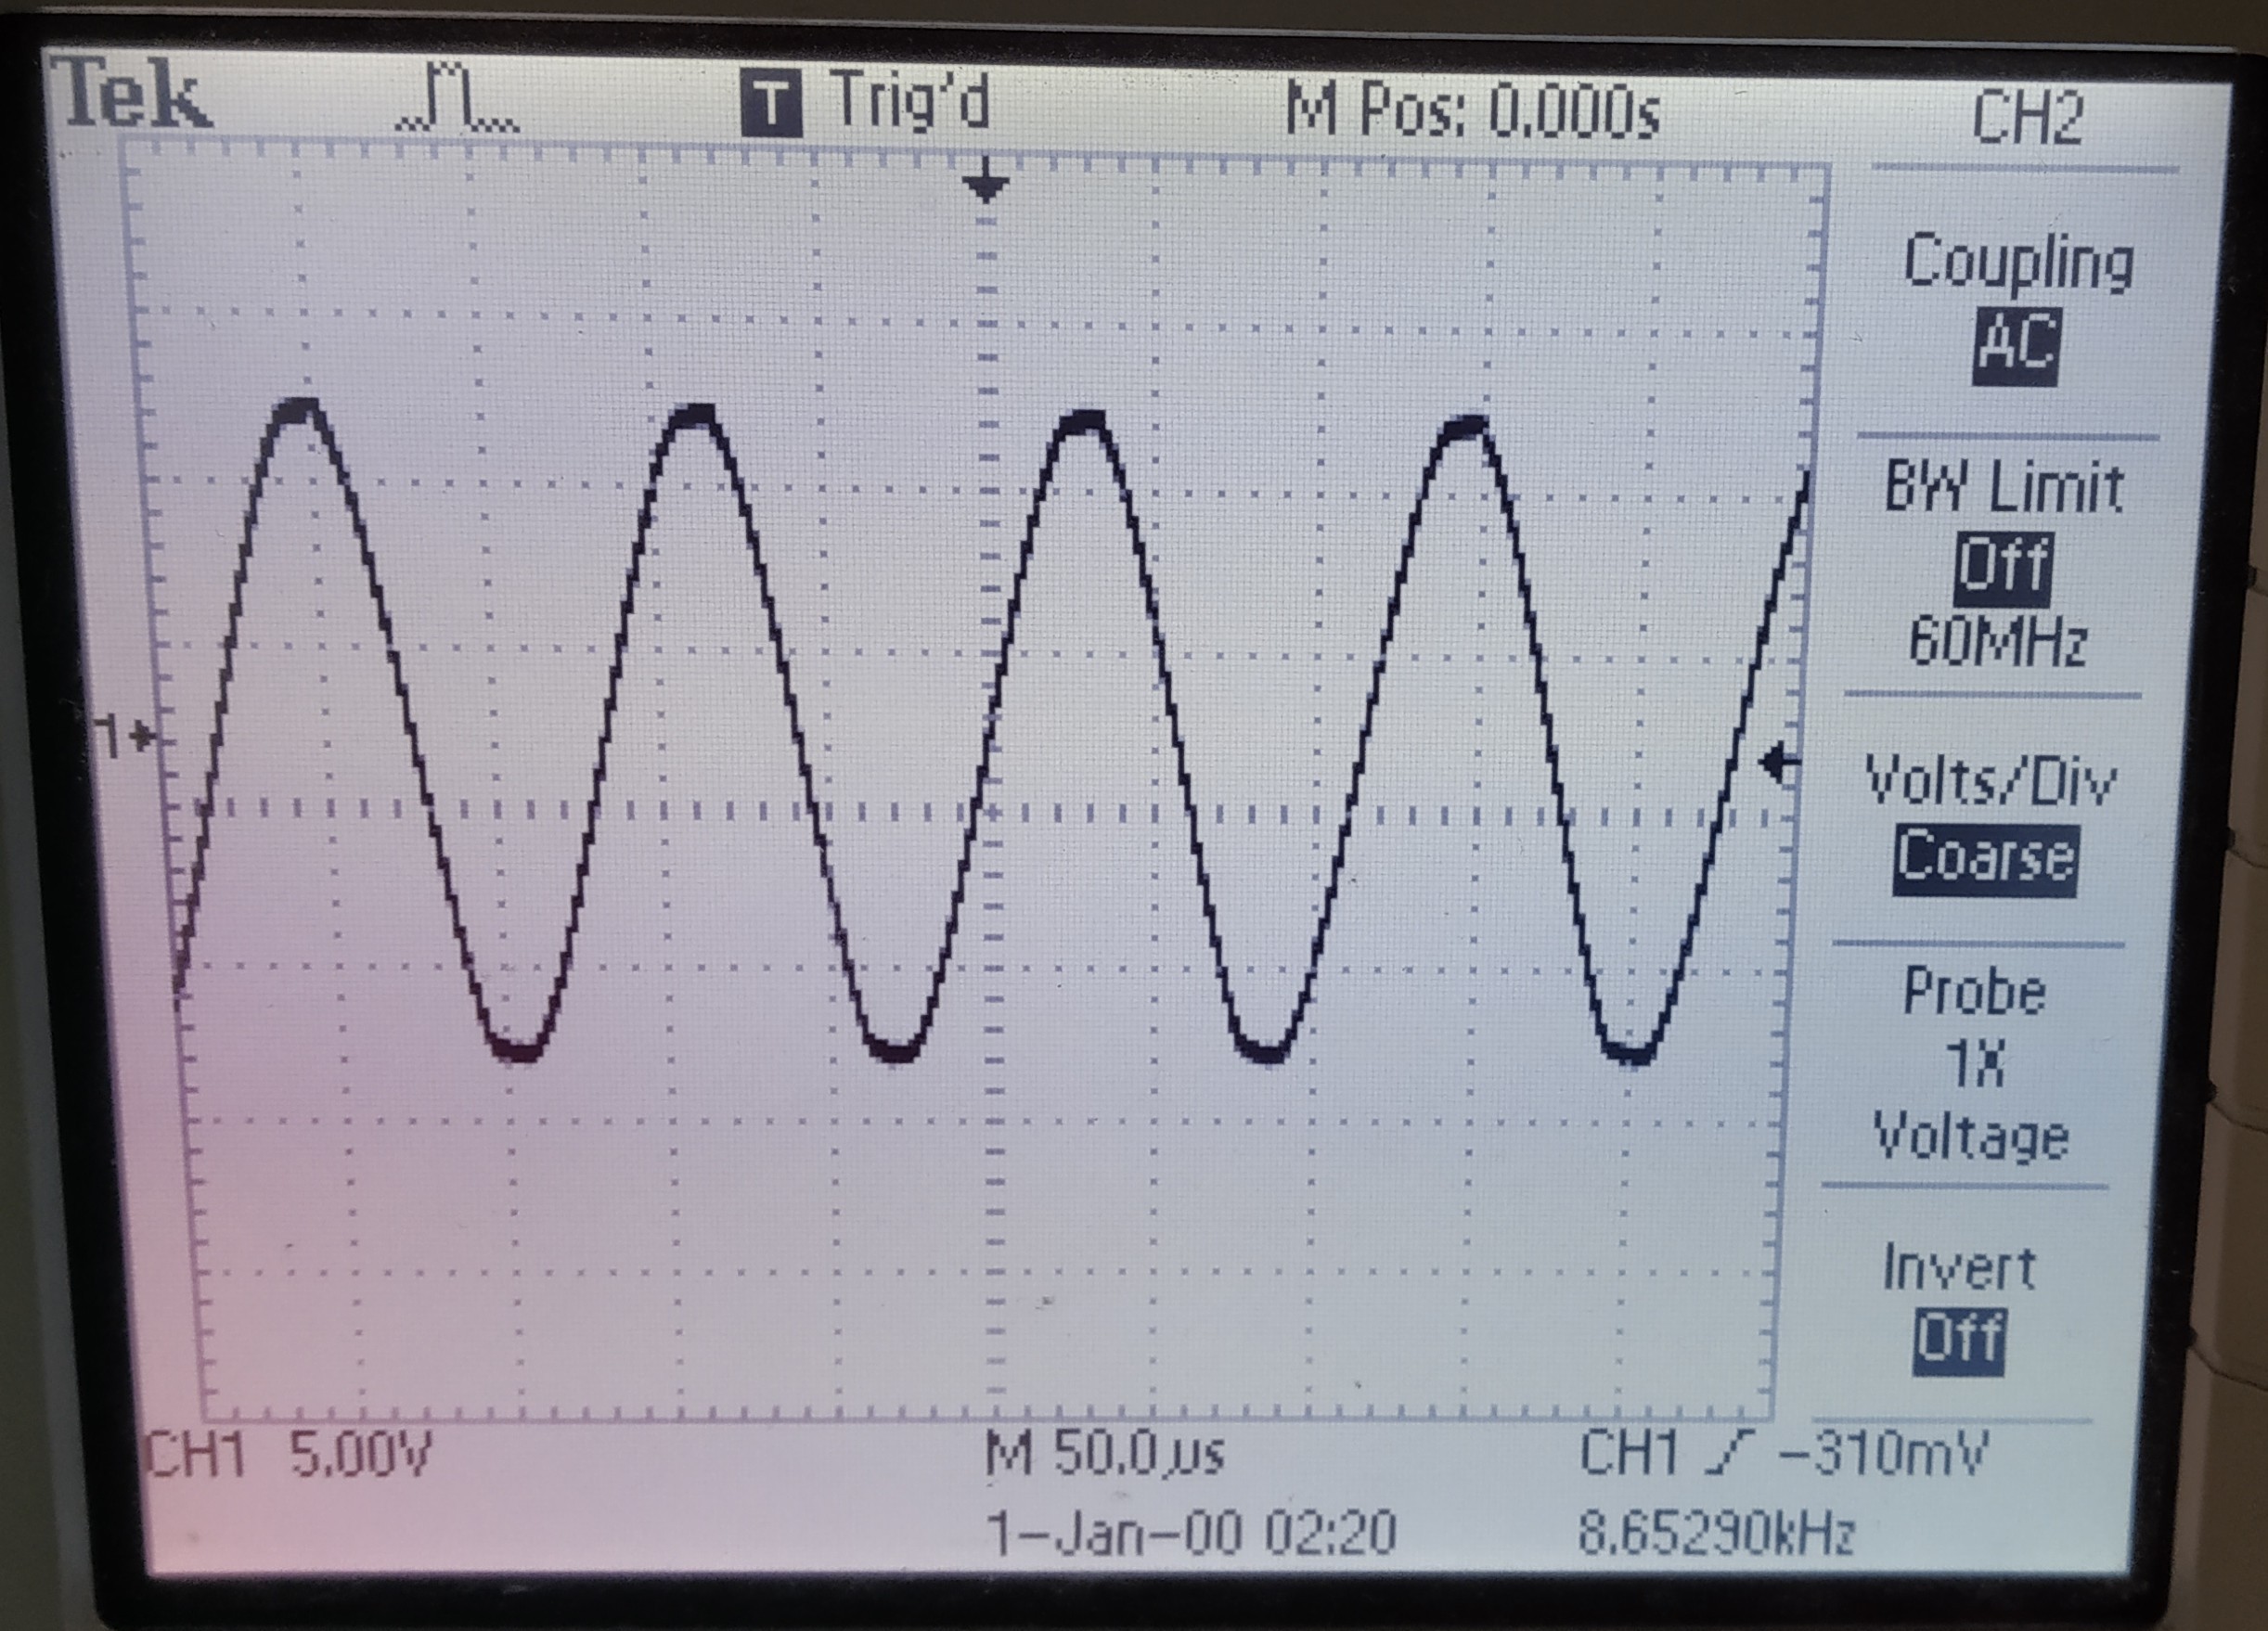 Tek T Trig'd M Pos: 0.000s CH2
Coupling
AC
BW Limit
Off
60MHz
1
Volts/Div
Coarse
Probe
1X
Voltage
Invert
Off
CH1 5.00V M 50.0µs CH1 -310mV
1-Jan-00 02:20 8.65290kHz